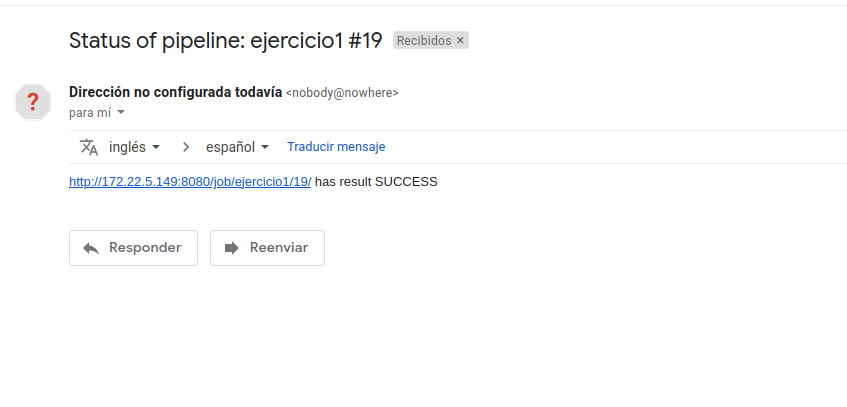 Status of pipeline: ejercicio1 #19 Recibidos ×
? Dirección no configurada todavía <nobody@nowhere>
para mí
inglés > español Traducir mensaje
http://172.22.5.149:8080/job/ejercicio1/19/ has result SUCCESS
Responder Reenviar